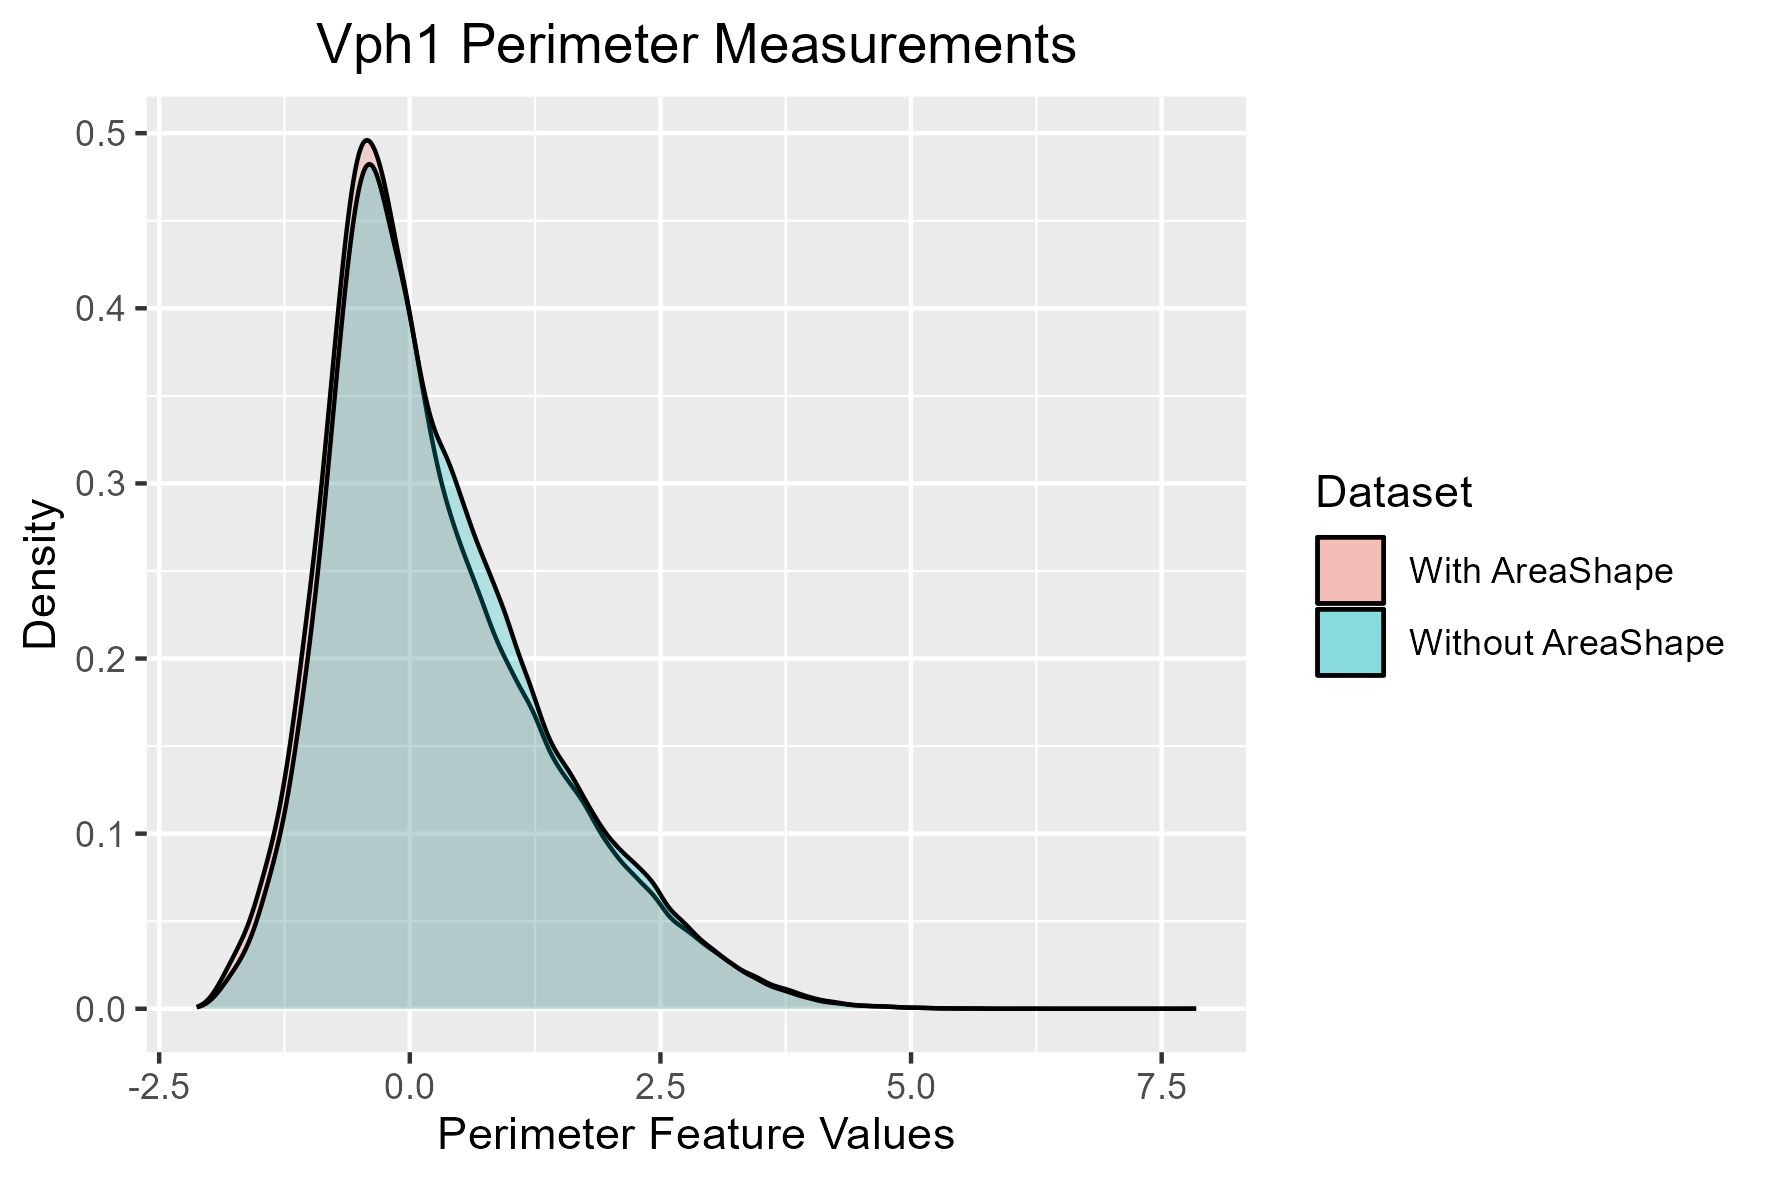 Vph1 Perimeter Measurements
0.5
0.4
0.3
0.2
0.1
0.0
Density
-2.5 0.0 2.5 5.0 7.5
Perimeter Feature Values
Dataset
With AreaShape
Without AreaShape